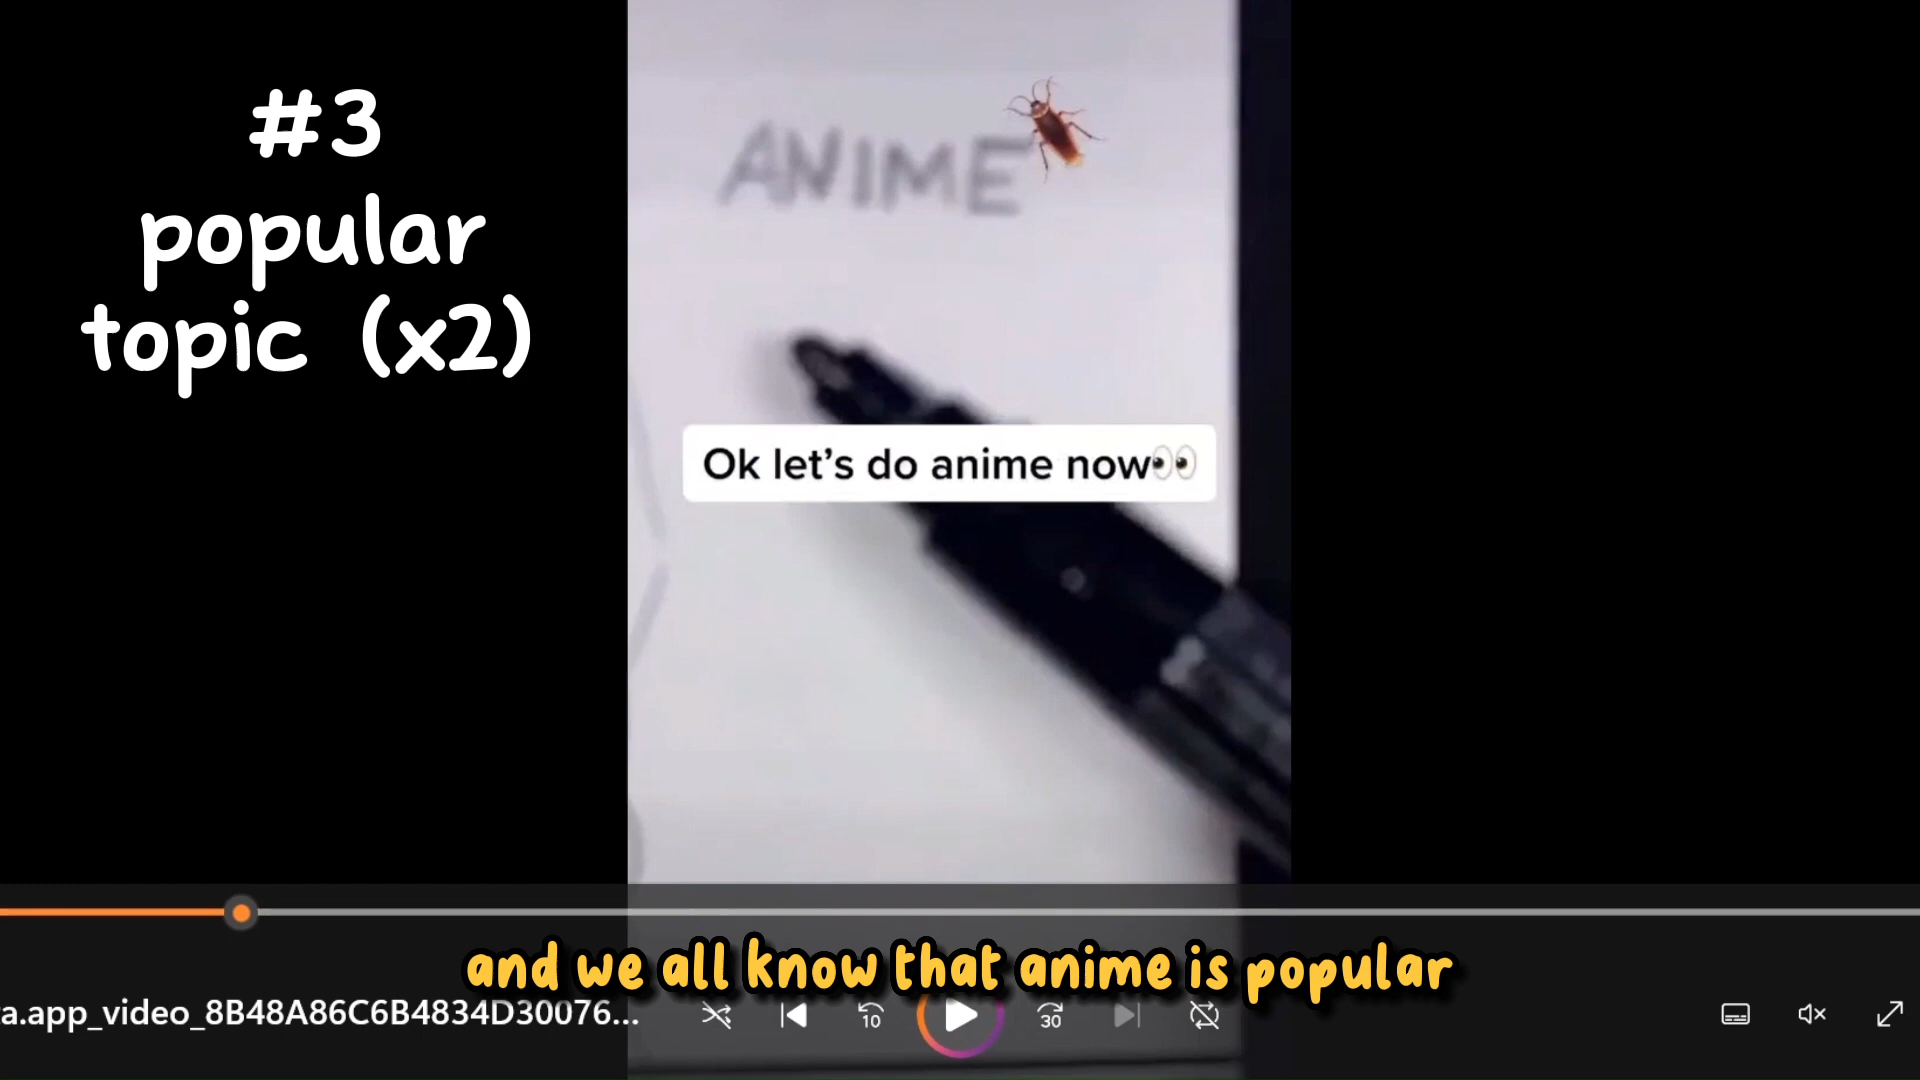 #3
popular
topic (x2)
ANIME
Ok let's do anime now👀
and we all know that anime is popular
a.app_video_8B48A86C6B4834D30076...
10
30